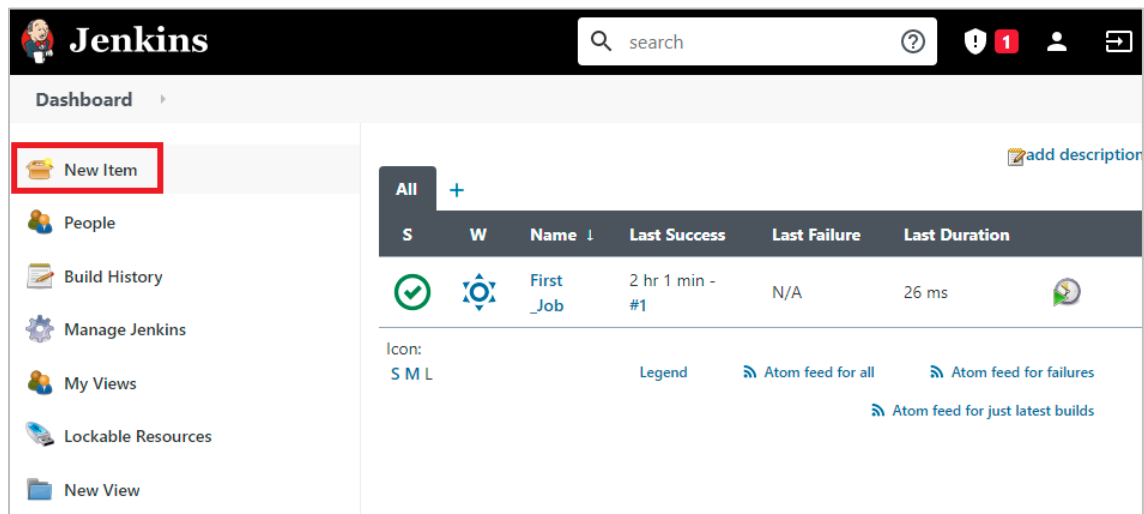 Jenkins
search
1
Dashboard
New Item
People
Build History
Manage Jenkins
My Views
Lockable Resources
New View
add description
All +
S W Name ↓ Last Success Last Failure Last Duration
First 2 hr 1 min - N/A 26 ms
_Job #1
Icon:
S M L Legend Atom feed for all Atom feed for failures
Atom feed for just latest builds